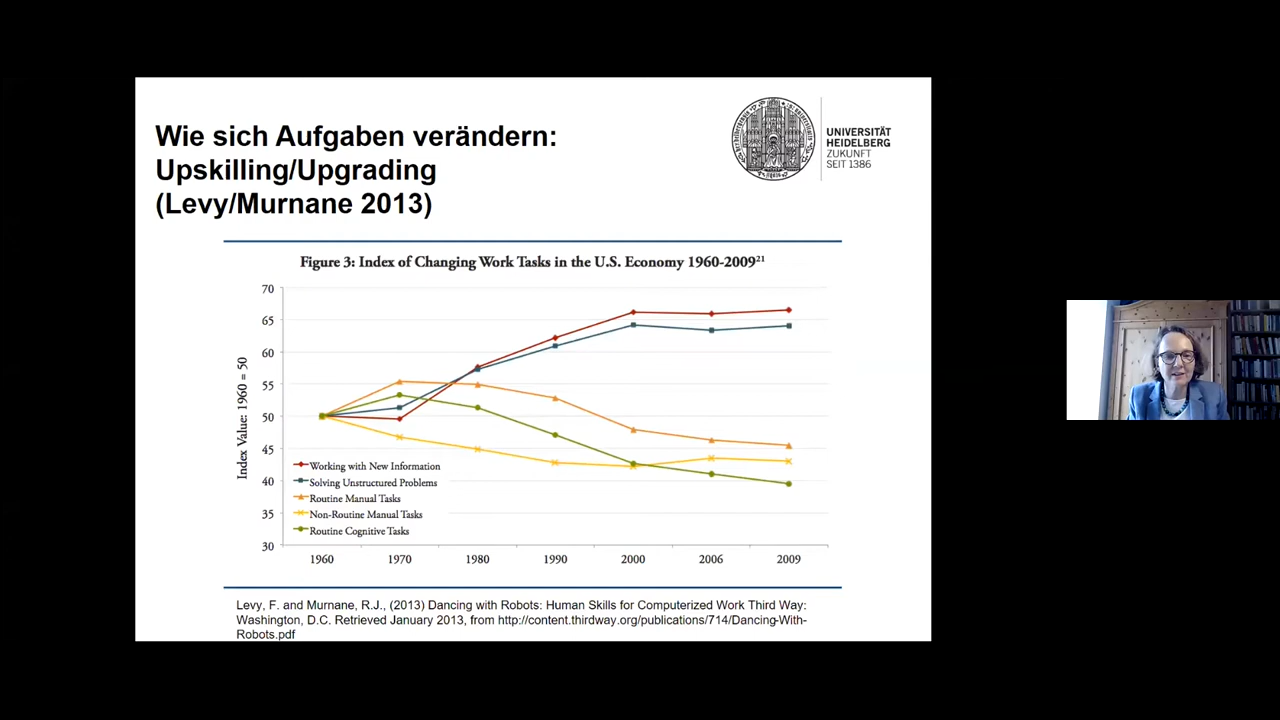 Wie sich Aufgaben verändern:
Upskilling/Upgrading
(Levy/Murnane 2013)
UNIVERSITÄT
HEIDELBERG
ZUKUNFT
SEIT 1386
Figure 3: Index of Changing Work Tasks in the U.S. Economy 1960-2009²¹
Index Value: 1960 = 50
70
65
60
55
50
45
40
35
30
Working with New Information
Solving Unstructured Problems
Routine Manual Tasks
Non-Routine Manual Tasks
Routine Cognitive Tasks
1960 1970 1980 1990 2000 2006 2009
Levy, F. and Murnane, R.J., (2013) Dancing with Robots: Human Skills for Computerized Work Third Way:
Washington, D.C. Retrieved January 2013, from http://content.thirdway.org/publications/714/Dancing-With-
Robots.pdf